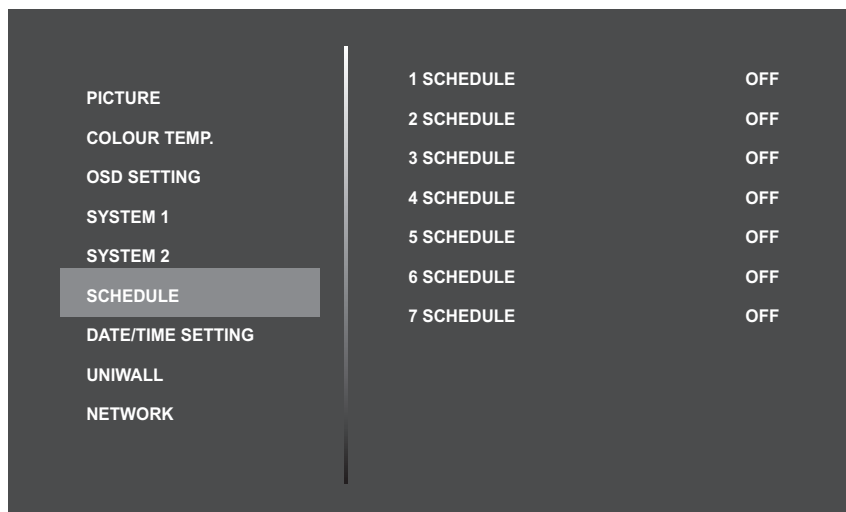 PICTURE
COLOUR TEMP.
OSD SETTING
SYSTEM 1
SYSTEM 2
SCHEDULE
DATE/TIME SETTING
UNIWALL
NETWORK
1 SCHEDULE OFF
2 SCHEDULE OFF
3 SCHEDULE OFF
4 SCHEDULE OFF
5 SCHEDULE OFF
6 SCHEDULE OFF
7 SCHEDULE OFF